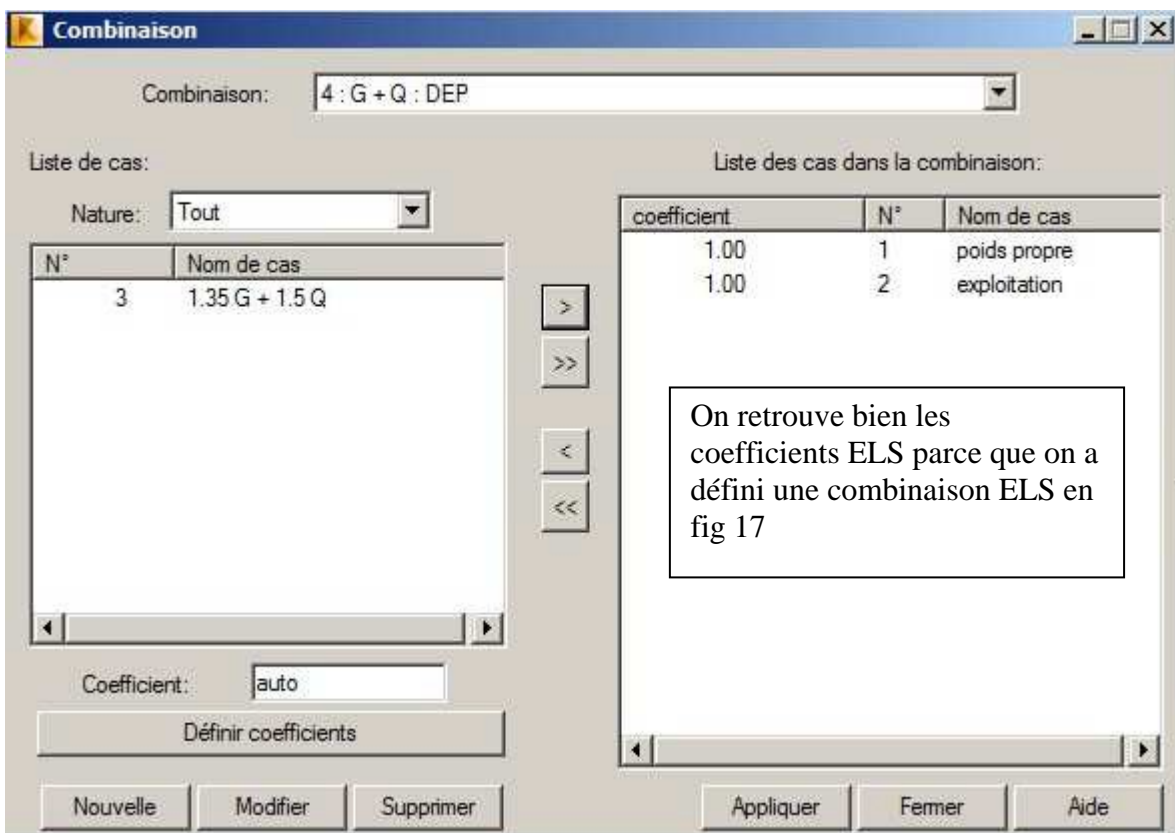 Combinaison
Combinaison: 4 : G + Q : DEP
Liste de cas:
Nature: Tout
N° Nom de cas
3 1.35 G + 1.5 Q
>
>>
<
<<
Coefficient: auto
Définir coefficients
Nouvelle Modifier Supprimer
Liste des cas dans la combinaison:
coefficient N° Nom de cas
1.00 1 poids propre
1.00 2 exploitation
On retrouve bien les
coefficients ELS parce que on a
défini une combinaison ELS en
fig 17
Appliquer Fermer Aide